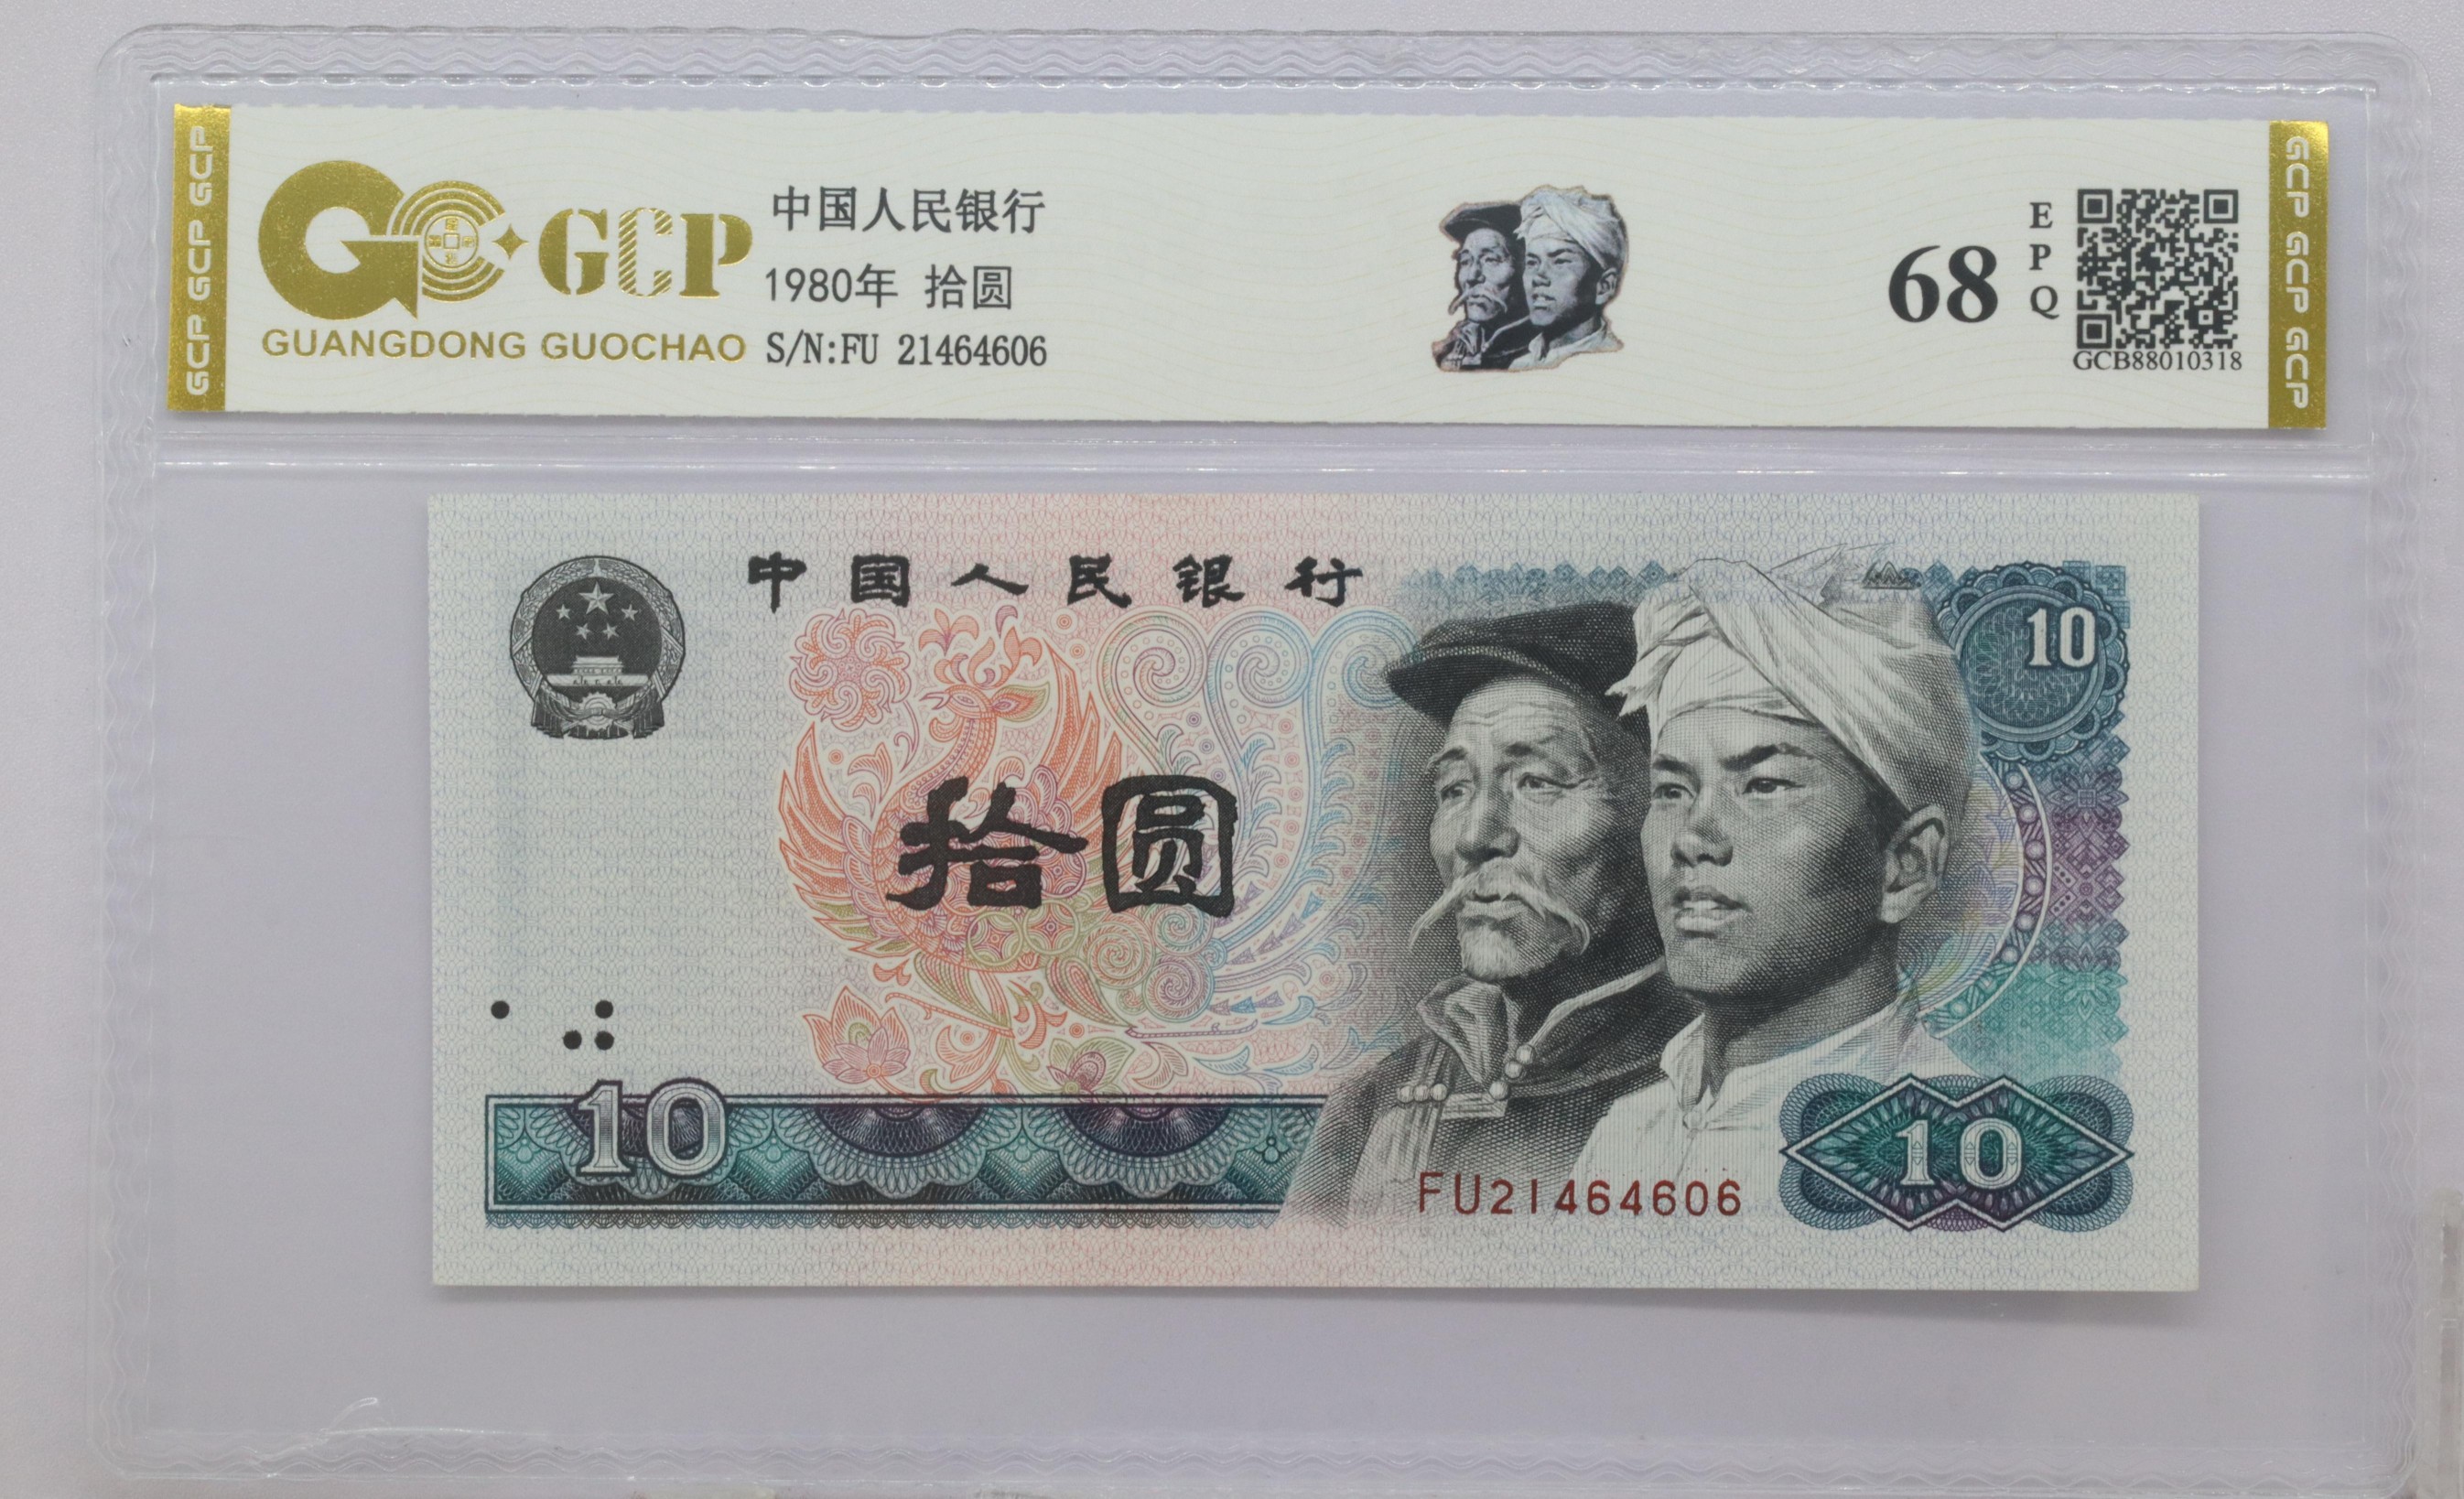 GCP GCP GCP
GCP
GUANGDONG GUOCHAO
中国人民银行
1980年 拾圆
S/N:FU 21464606
68
EPQ
GCB88010318
GCP GCP GCP
中国人民银行
10
拾圆
10
FU21464606
10